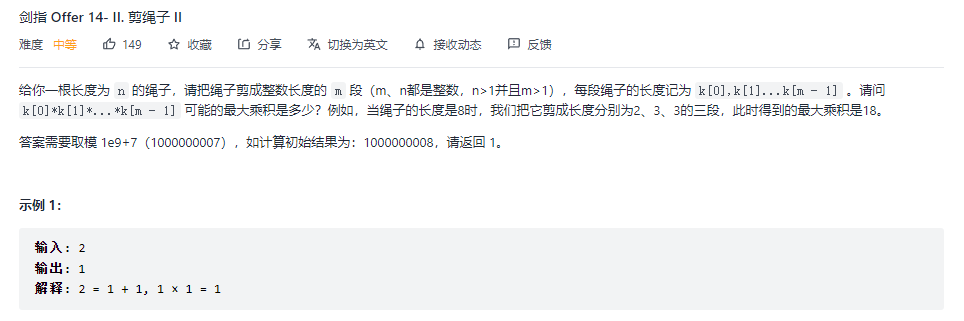 剑指 Offer 14- II. 剪绳子 II
难度 中等 149 收藏 分享 切换为英文 接收动态 反馈
给你一根长度为 n 的绳子，请把绳子剪成整数长度的 m 段（m、n都是整数，n>1并且m>1），每段绳子的长度记为 k[0],k[1]...k[m - 1] 。请问
k[0]*k[1]*...*k[m - 1] 可能的最大乘积是多少？例如，当绳子的长度是8时，我们把它剪成长度分别为2、3、3的三段，此时得到的最大乘积是18。
答案需要取模 1e9+7（1000000007），如计算初始结果为：1000000008，请返回 1。
示例 1：
输入: 2
输出: 1
解释: 2 = 1 + 1, 1 × 1 = 1